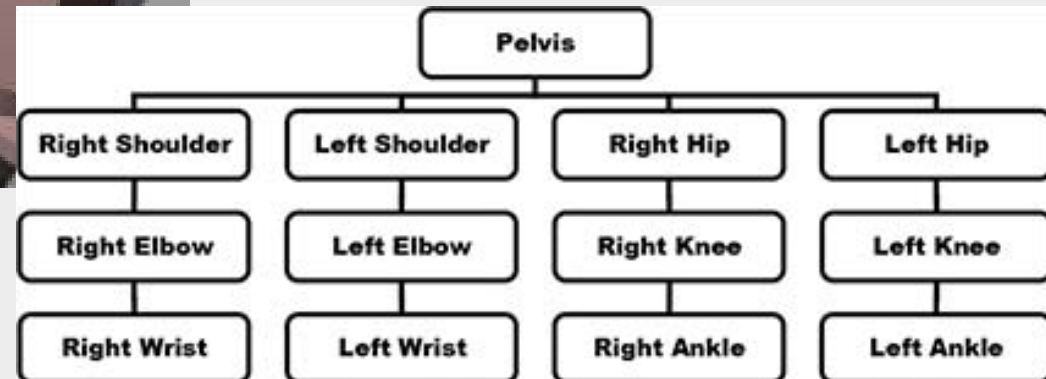 Pelvis
Right Shoulder
Left Shoulder
Right Hip
Left Hip
Right Elbow
Left Elbow
Right Knee
Left Knee
Right Wrist
Left Wrist
Right Ankle
Left Ankle